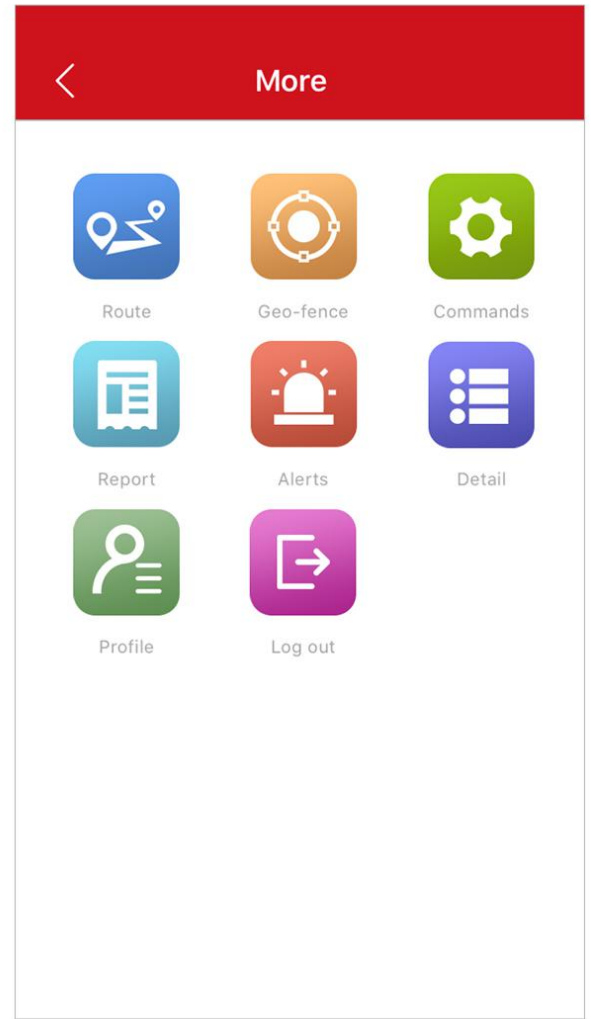 More
Route Geo-fence Commands
Report Alerts Detail
Profile Log out